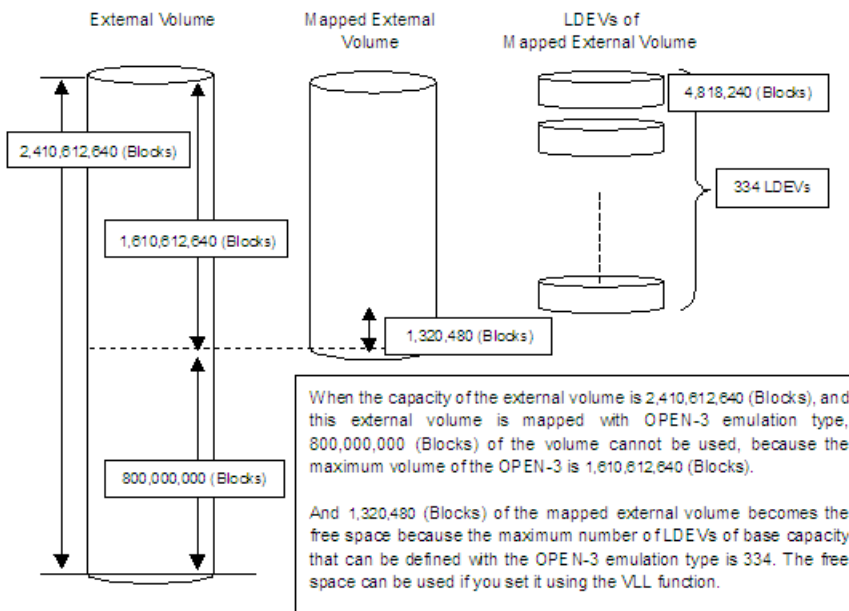 External Volume
Mapped External
Volume
LDEVs of
Mapped External Volume
4,818,240 (Blocks)
2,410,612,640 (Blocks)
334 LDEVs
1,610,612,640 (Blocks)
1,320,480 (Blocks)
800,000,000 (Blocks)
When the capacity of the external volume is 2,410,612,640 (Blocks), and
this external volume is mapped with OPEN-3 emulation type,
800,000,000 (Blocks) of the volume cannot be used, because the
maximum volume of the OPEN-3 is 1,610,612,640 (Blocks).
And 1,320,480 (Blocks) of the mapped external volume becomes the
free space because the maximum number of LDEVs of base capacity
that can be defined with the OPEN-3 emulation type is 334. The free
space can be used if you set it using the VLL function.